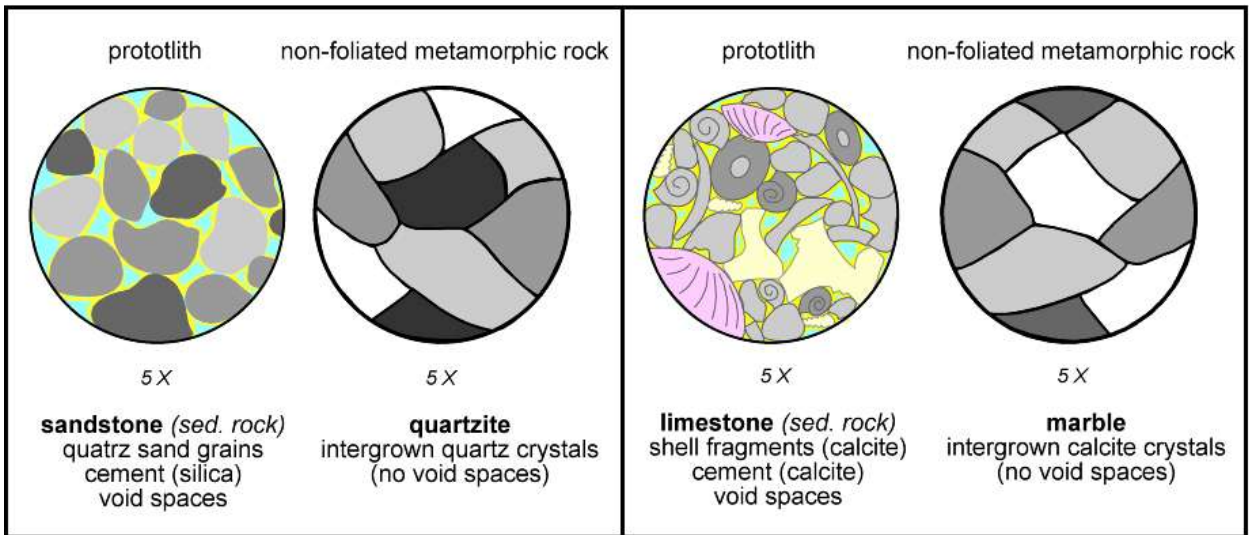 prototlith
non-foliated metamorphic rock
5 X
5 X
sandstone (sed. rock)
quatrz sand grains
cement (silica)
void spaces
quartzite
intergrown quartz crystals
(no void spaces)
prototlith
non-foliated metamorphic rock
5 X
5 X
limestone (sed. rock)
shell fragments (calcite)
cement (calcite)
void spaces
marble
intergrown calcite crystals
(no void spaces)